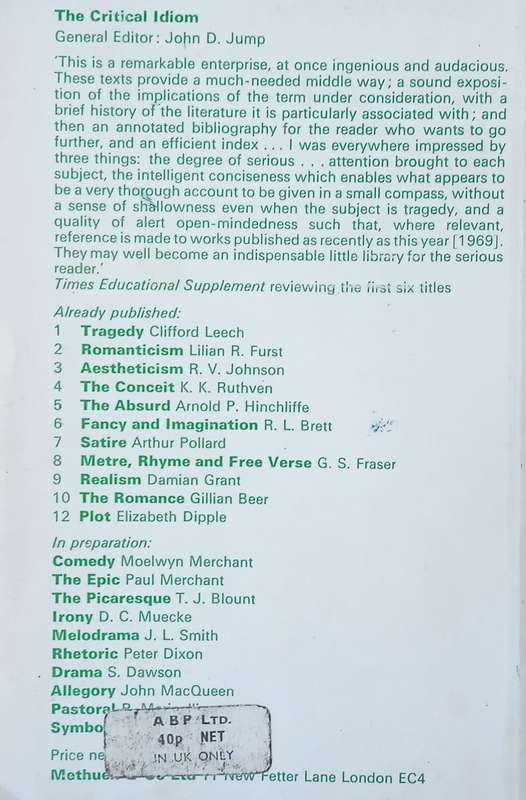 The Critical Idiom
General Editor: John D. Jump
'This is a remarkable enterprise, at once ingenious and audacious.
These texts provide a much-needed middle way; a sound exposi-
tion of the implications of the term under consideration, with a
brief history of the literature it is particularly associated with; and
then an annotated bibliography for the reader who wants to go
further, and an efficient index . . . I was everywhere impressed by
three things: the degree of serious . . . attention brought to each
subject, the intelligent conciseness which enables what appears to
be a very thorough account to be given in a small compass, without
a sense of shallowness even when the subject is tragedy, and a
quality of alert open-mindedness such that, where relevant,
reference is made to works published as recently as this year [1969].
They may well become an indispensable little library for the serious
reader.'
Times Educational Supplement reviewing the first six titles
Already published:
1 Tragedy Clifford Leech
2 Romanticism Lilian R. Furst
3 Aestheticism R. V. Johnson
4 The Conceit K. K. Ruthven
5 The Absurd Arnold P. Hinchliffe
6 Fancy and Imagination R. L. Brett
7 Satire Arthur Pollard
8 Metre, Rhyme and Free Verse G. S. Fraser
9 Realism Damian Grant
10 The Romance Gillian Beer
12 Plot Elizabeth Dipple
In preparation:
Comedy Moelwyn Merchant
The Epic Paul Merchant
The Picaresque T. J. Blount
Irony D. C. Muecke
Melodrama J. L. Smith
Rhetoric Peter Dixon
Drama S. Dawson
Allegory John MacQueen
Pastoral
Price
ABP LTD.
40p NET
IN UK ONLY
New Fetter Lane London EC4